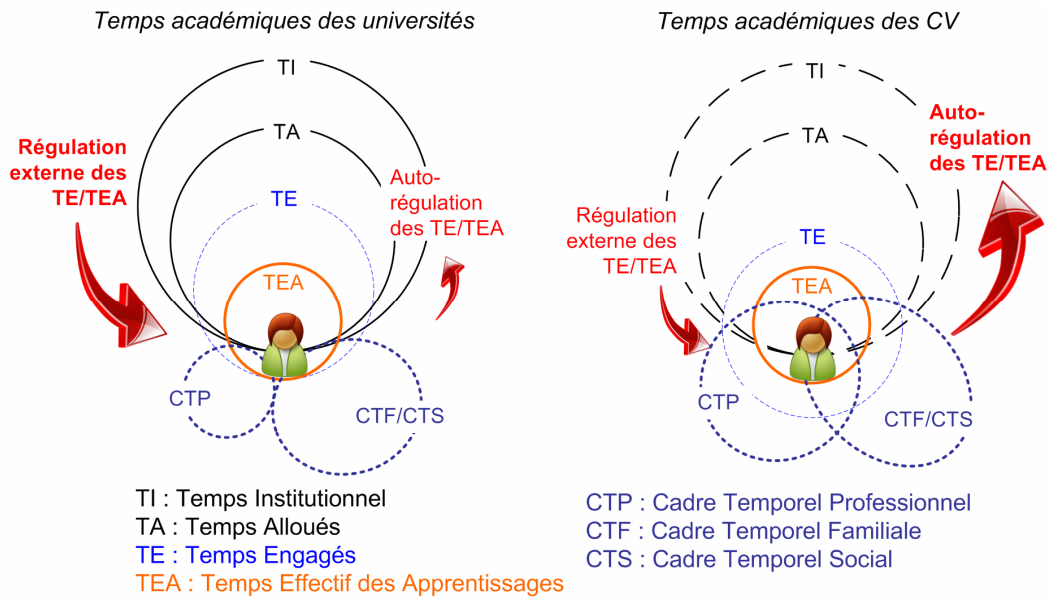 Temps académiques des universités
TI
TA
Régulation
externe des
TE/TEA
TE
Auto-
régulation
des TE/TEA
TEA
CTP
CTF/CTS
Temps académiques des CV
TI
TA
Auto-
régulation
des TE/TEA
Régulation
externe des
TE/TEA
TE
TEA
CTP
CTF/CTS
TI : Temps Institutionnel
TA : Temps Alloués
TE : Temps Engagés
TEA : Temps Effectif des Apprentissages
CTP : Cadre Temporel Professionnel
CTF : Cadre Temporel Familiale
CTS : Cadre Temporel Social